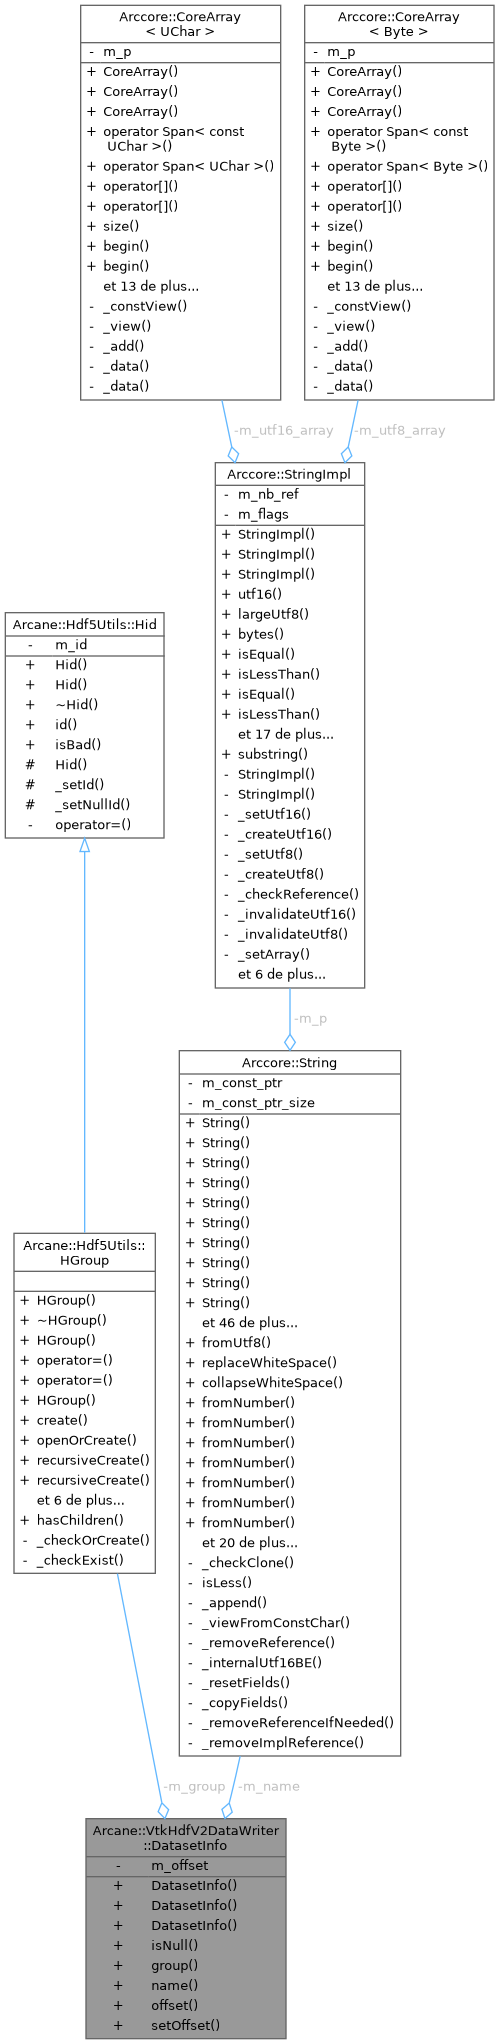 Arccore::CoreArray
< UChar >
- m_p
+ CoreArray()
+ CoreArray()
+ CoreArray()
+ operator Span< const
UChar >()
+ operator Span< UChar >()
+ operator[]()
+ operator[]()
+ size()
+ begin()
+ begin()
et 13 de plus...
- _constView()
- _view()
- _add()
- _data()
- _data()
Arccore::CoreArray
< Byte >
- m_p
+ CoreArray()
+ CoreArray()
+ CoreArray()
+ operator Span< const
Byte >()
+ operator Span< Byte >()
+ operator[]()
+ operator[]()
+ size()
+ begin()
+ begin()
et 13 de plus...
- _constView()
- _view()
- _add()
- _data()
- _data()
-m_utf16_array
-m_utf8_array
Arccore::StringImpl
- m_nb_ref
- m_flags
+ StringImpl()
+ StringImpl()
+ StringImpl()
+ utf16()
+ largeUtf8()
+ bytes()
+ isEqual()
+ isLessThan()
+ isEqual()
+ isLessThan()
et 17 de plus...
+ substring()
- StringImpl()
- StringImpl()
- _setUtf16()
- _createUtf16()
- _setUtf8()
- _createUtf8()
- _checkReference()
- _invalidateUtf16()
- _invalidateUtf8()
- _setArray()
et 6 de plus...
Arcane::Hdf5Utils::Hid
- m_id
+ Hid()
+ Hid()
+ ~Hid()
+ id()
+ isBad()
# Hid()
# _setId()
# _setNullId()
- operator=()
-m_p
Arccore::String
- m_const_ptr
- m_const_ptr_size
+ String()
+ String()
+ String()
+ String()
+ String()
+ String()
+ String()
+ String()
+ String()
+ String()
et 46 de plus...
+ fromUtf8()
+ replaceWhiteSpace()
+ collapseWhiteSpace()
+ fromNumber()
+ fromNumber()
+ fromNumber()
+ fromNumber()
+ fromNumber()
+ fromNumber()
+ fromNumber()
et 20 de plus...
- _checkClone()
- isLess()
- _append()
- _viewFromConstChar()
- _removeReference()
- _internalUtf16BE()
- _resetFields()
- _copyFields()
- _removeReferenceIfNeeded()
- _removeImplReference()
Arcane::Hdf5Utils::
HGroup
+ HGroup()
+ ~HGroup()
+ HGroup()
+ operator=()
+ operator=()
+ HGroup()
+ create()
+ openOrCreate()
+ recursiveCreate()
+ recursiveCreate()
et 6 de plus...
+ hasChildren()
- _checkOrCreate()
- _checkExist()
-m_group
-m_name
Arcane::VtkHdfV2DataWriter
::DatasetInfo
- m_offset
+ DatasetInfo()
+ DatasetInfo()
+ DatasetInfo()
+ isNull()
+ group()
+ name()
+ offset()
+ setOffset()